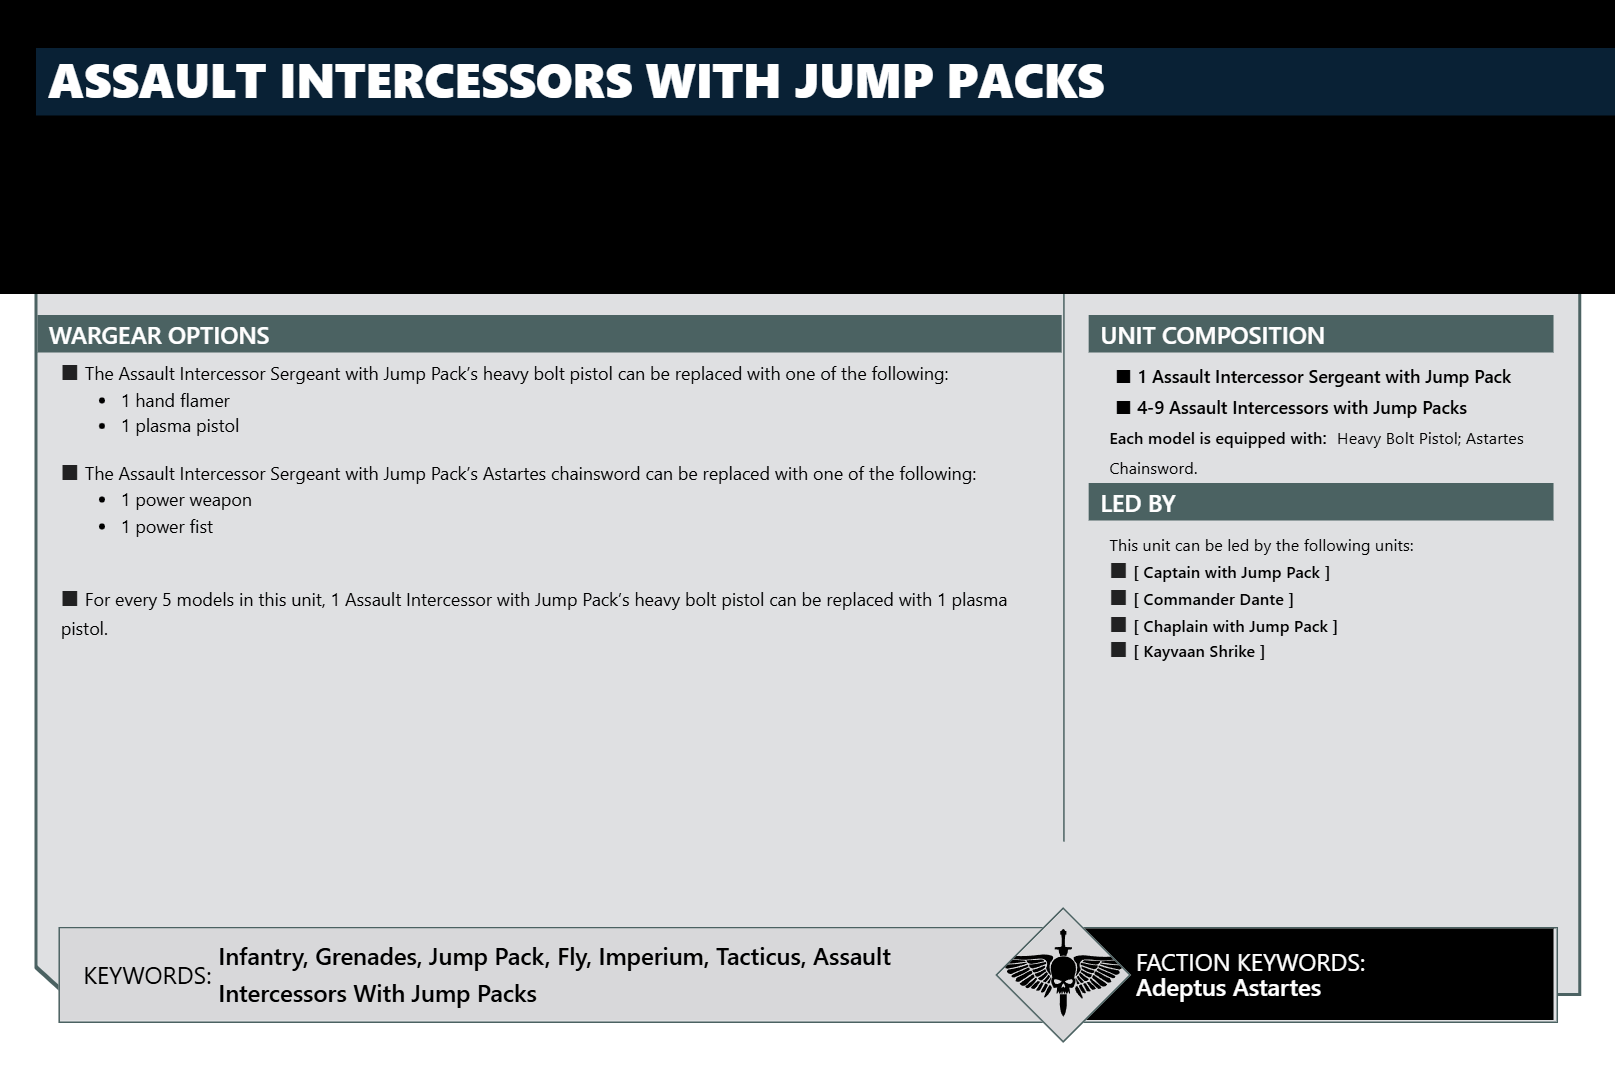 ASSAULT INTERCESSORS WITH JUMP PACKS
WARGEAR OPTIONS
■ The Assault Intercessor Sergeant with Jump Pack’s heavy bolt pistol can be replaced with one of the following:
• 1 hand flamer
• 1 plasma pistol
■ The Assault Intercessor Sergeant with Jump Pack’s Astartes chainsword can be replaced with one of the following:
• 1 power weapon
• 1 power fist
■ For every 5 models in this unit, 1 Assault Intercessor with Jump Pack’s heavy bolt pistol can be replaced with 1 plasma
pistol.
UNIT COMPOSITION
■ 1 Assault Intercessor Sergeant with Jump Pack
■ 4-9 Assault Intercessors with Jump Packs
Each model is equipped with: Heavy Bolt Pistol; Astartes
Chainsword.
LED BY
This unit can be led by the following units:
■ [ Captain with Jump Pack ]
■ [ Commander Dante ]
■ [ Chaplain with Jump Pack ]
■ [ Kayvaan Shrike ]
KEYWORDS: Infantry, Grenades, Jump Pack, Fly, Imperium, Tacticus, Assault
Intercessors With Jump Packs
FACTION KEYWORDS:
Adeptus Astartes